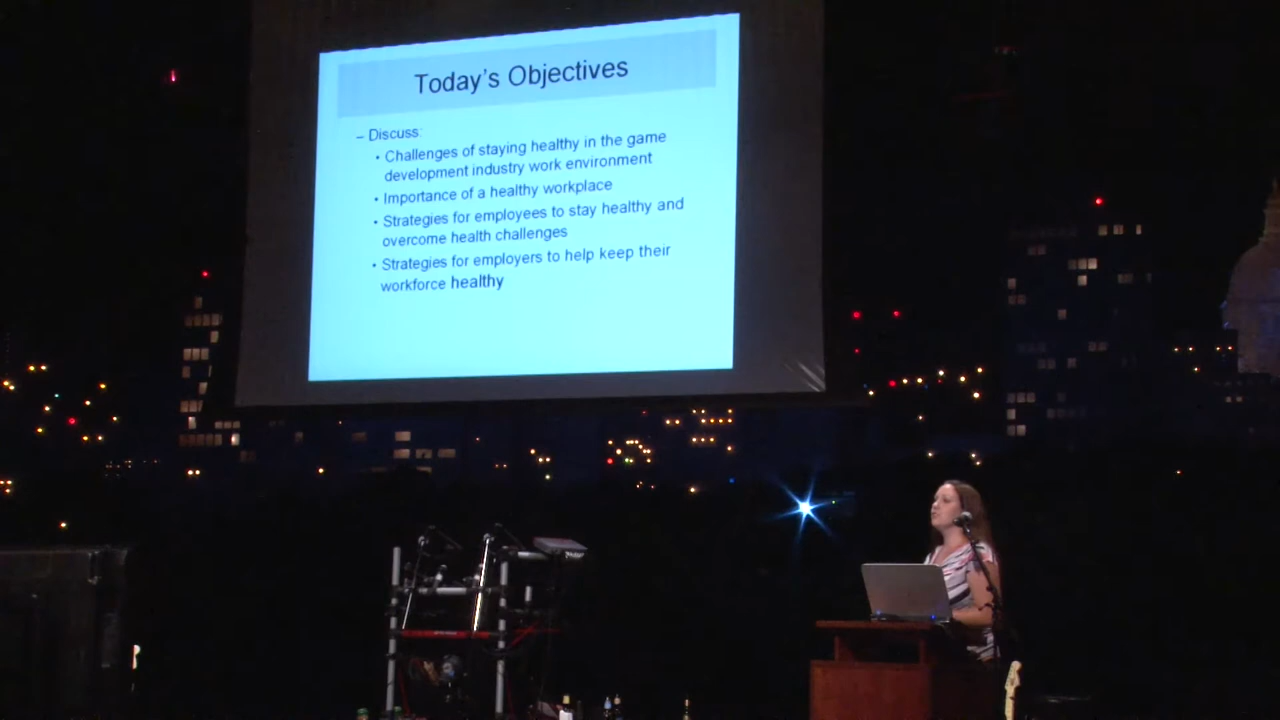 Today's Objectives
– Discuss:
• Challenges of staying healthy in the game
development industry work environment
• Importance of a healthy workplace
• Strategies for employees to stay healthy and
overcome health challenges
• Strategies for employers to help keep their
workforce healthy